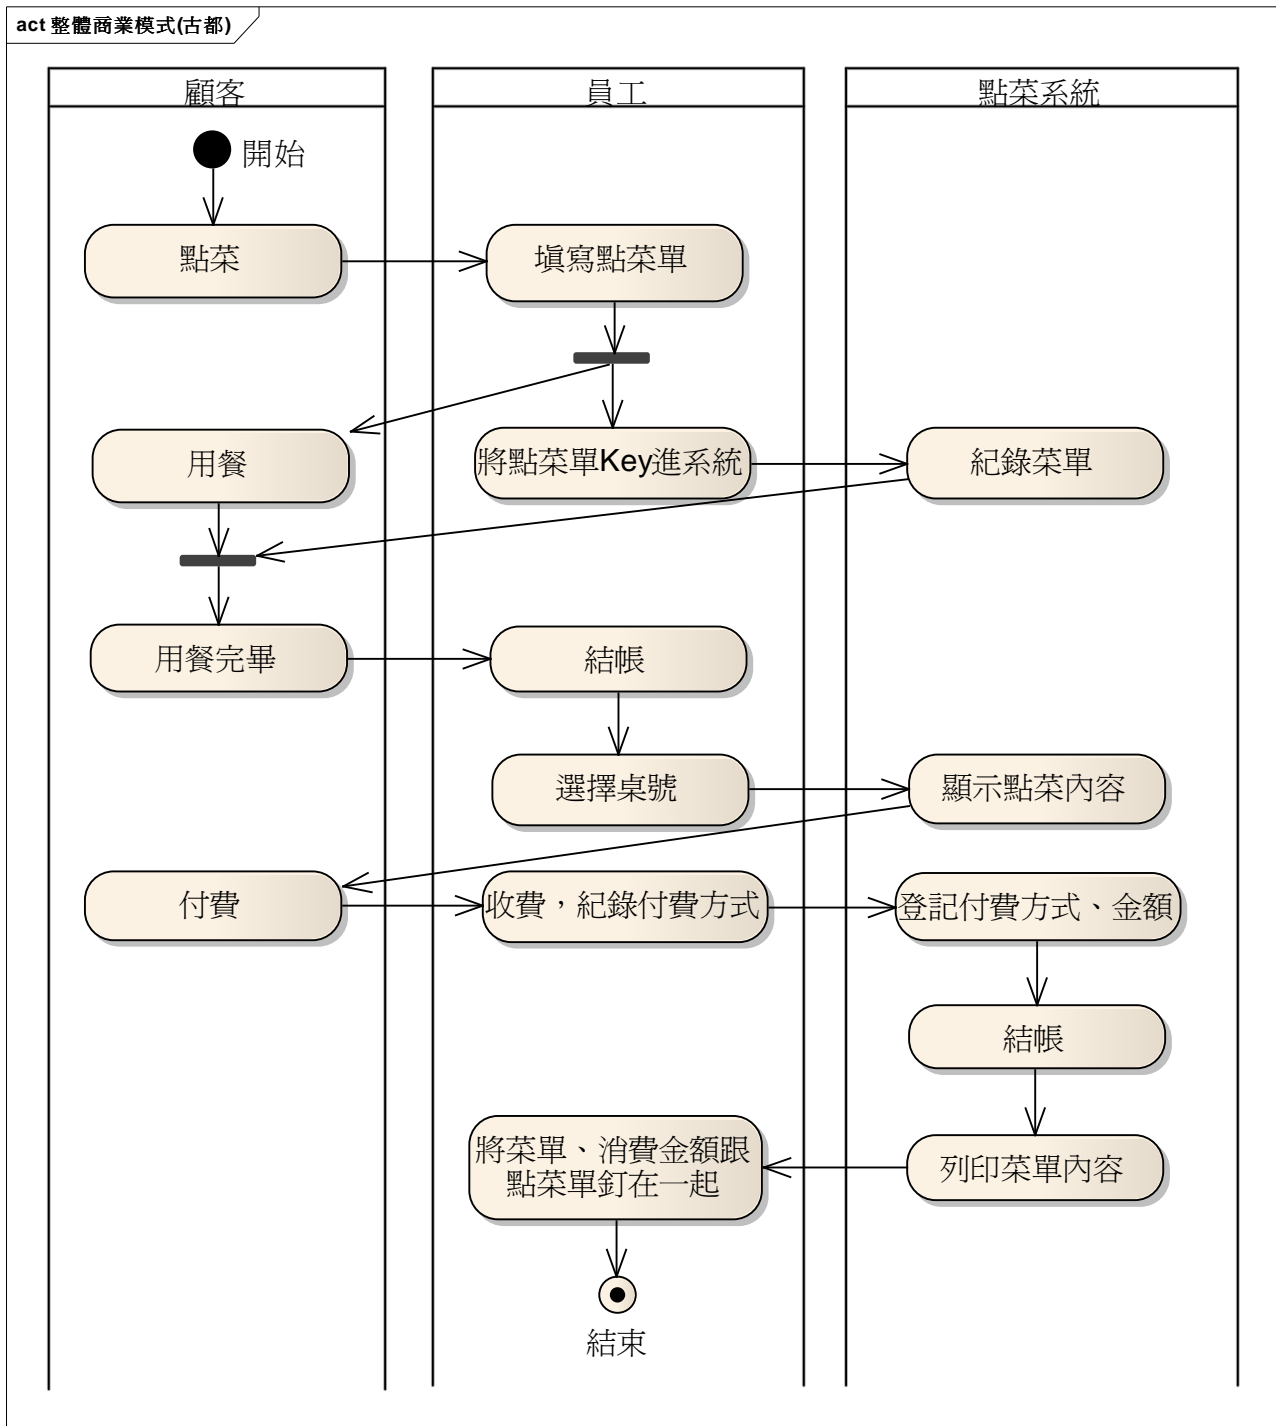 act 整體商業模式(古都)
顧客
員工
點菜系統
開始
點菜
填寫點菜單
用餐
將點菜單Key進系統
紀錄菜單
用餐完畢
結帳
選擇桌號
顯示點菜內容
付費
收費，紀錄付費方式
登記付費方式、金額
結帳
將菜單、消費金額跟
點菜單釘在一起
列印菜單內容
結束